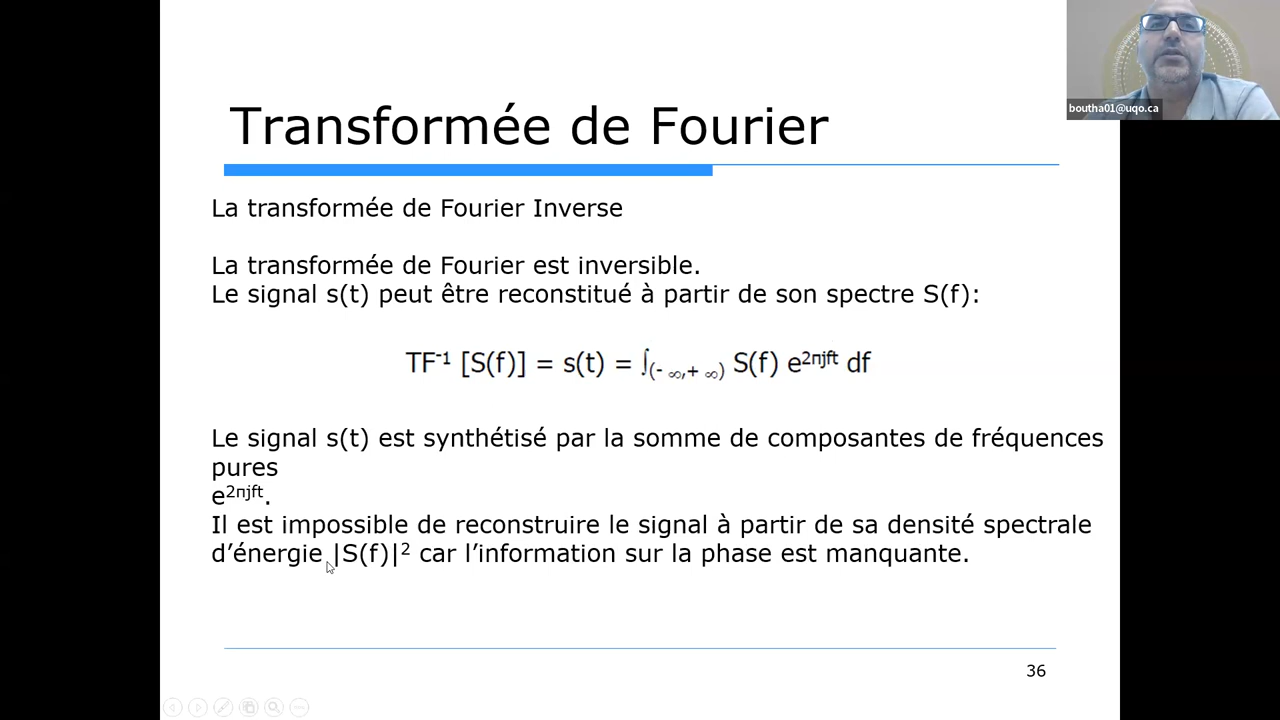 boutha01@uqo.ca
Transformée de Fourier
La transformée de Fourier Inverse
La transformée de Fourier est inversible.
Le signal s(t) peut être reconstitué à partir de son spectre S(f):
TF⁻¹ [S(f)] = s(t) = ∫₍₋ ∞,₊ ∞₎ S(f) e²ᴨʲᶠᵗ df
Le signal s(t) est synthétisé par la somme de composantes de fréquences
pures
e²ᴨʲᶠᵗ.
Il est impossible de reconstruire le signal à partir de sa densité spectrale
d’énergie |S(f)|² car l’information sur la phase est manquante.
36